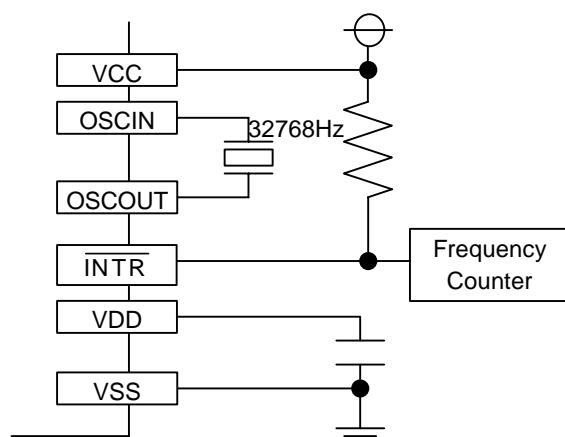 VCC
OSCIN
32768Hz
OSCOUT
INTR
Frequency
Counter
VDD
VSS